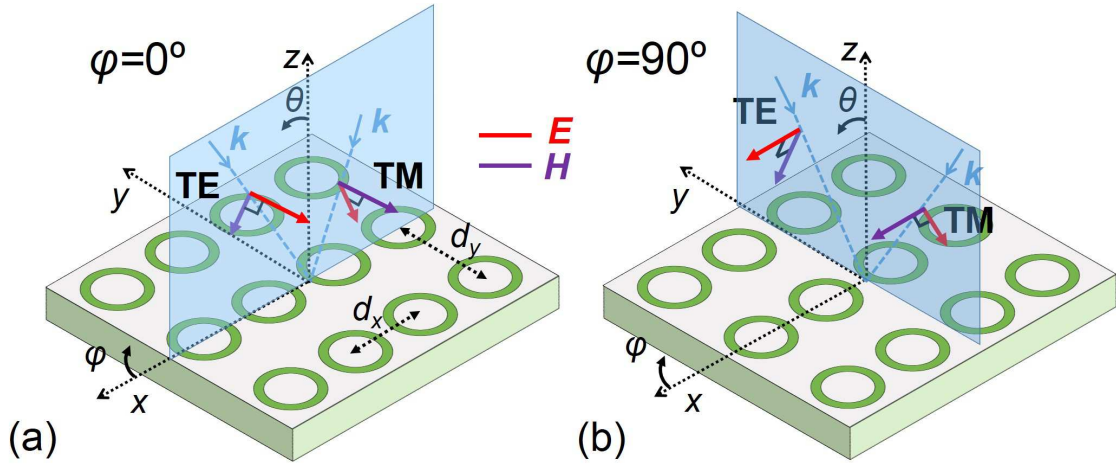 φ=0º
z
θ
k
k
TE
TM
y
d_y
d_x
φ
x
(a)
E
H
φ=90º
z
θ
k
TE
k
TM
y
φ
x
(b)